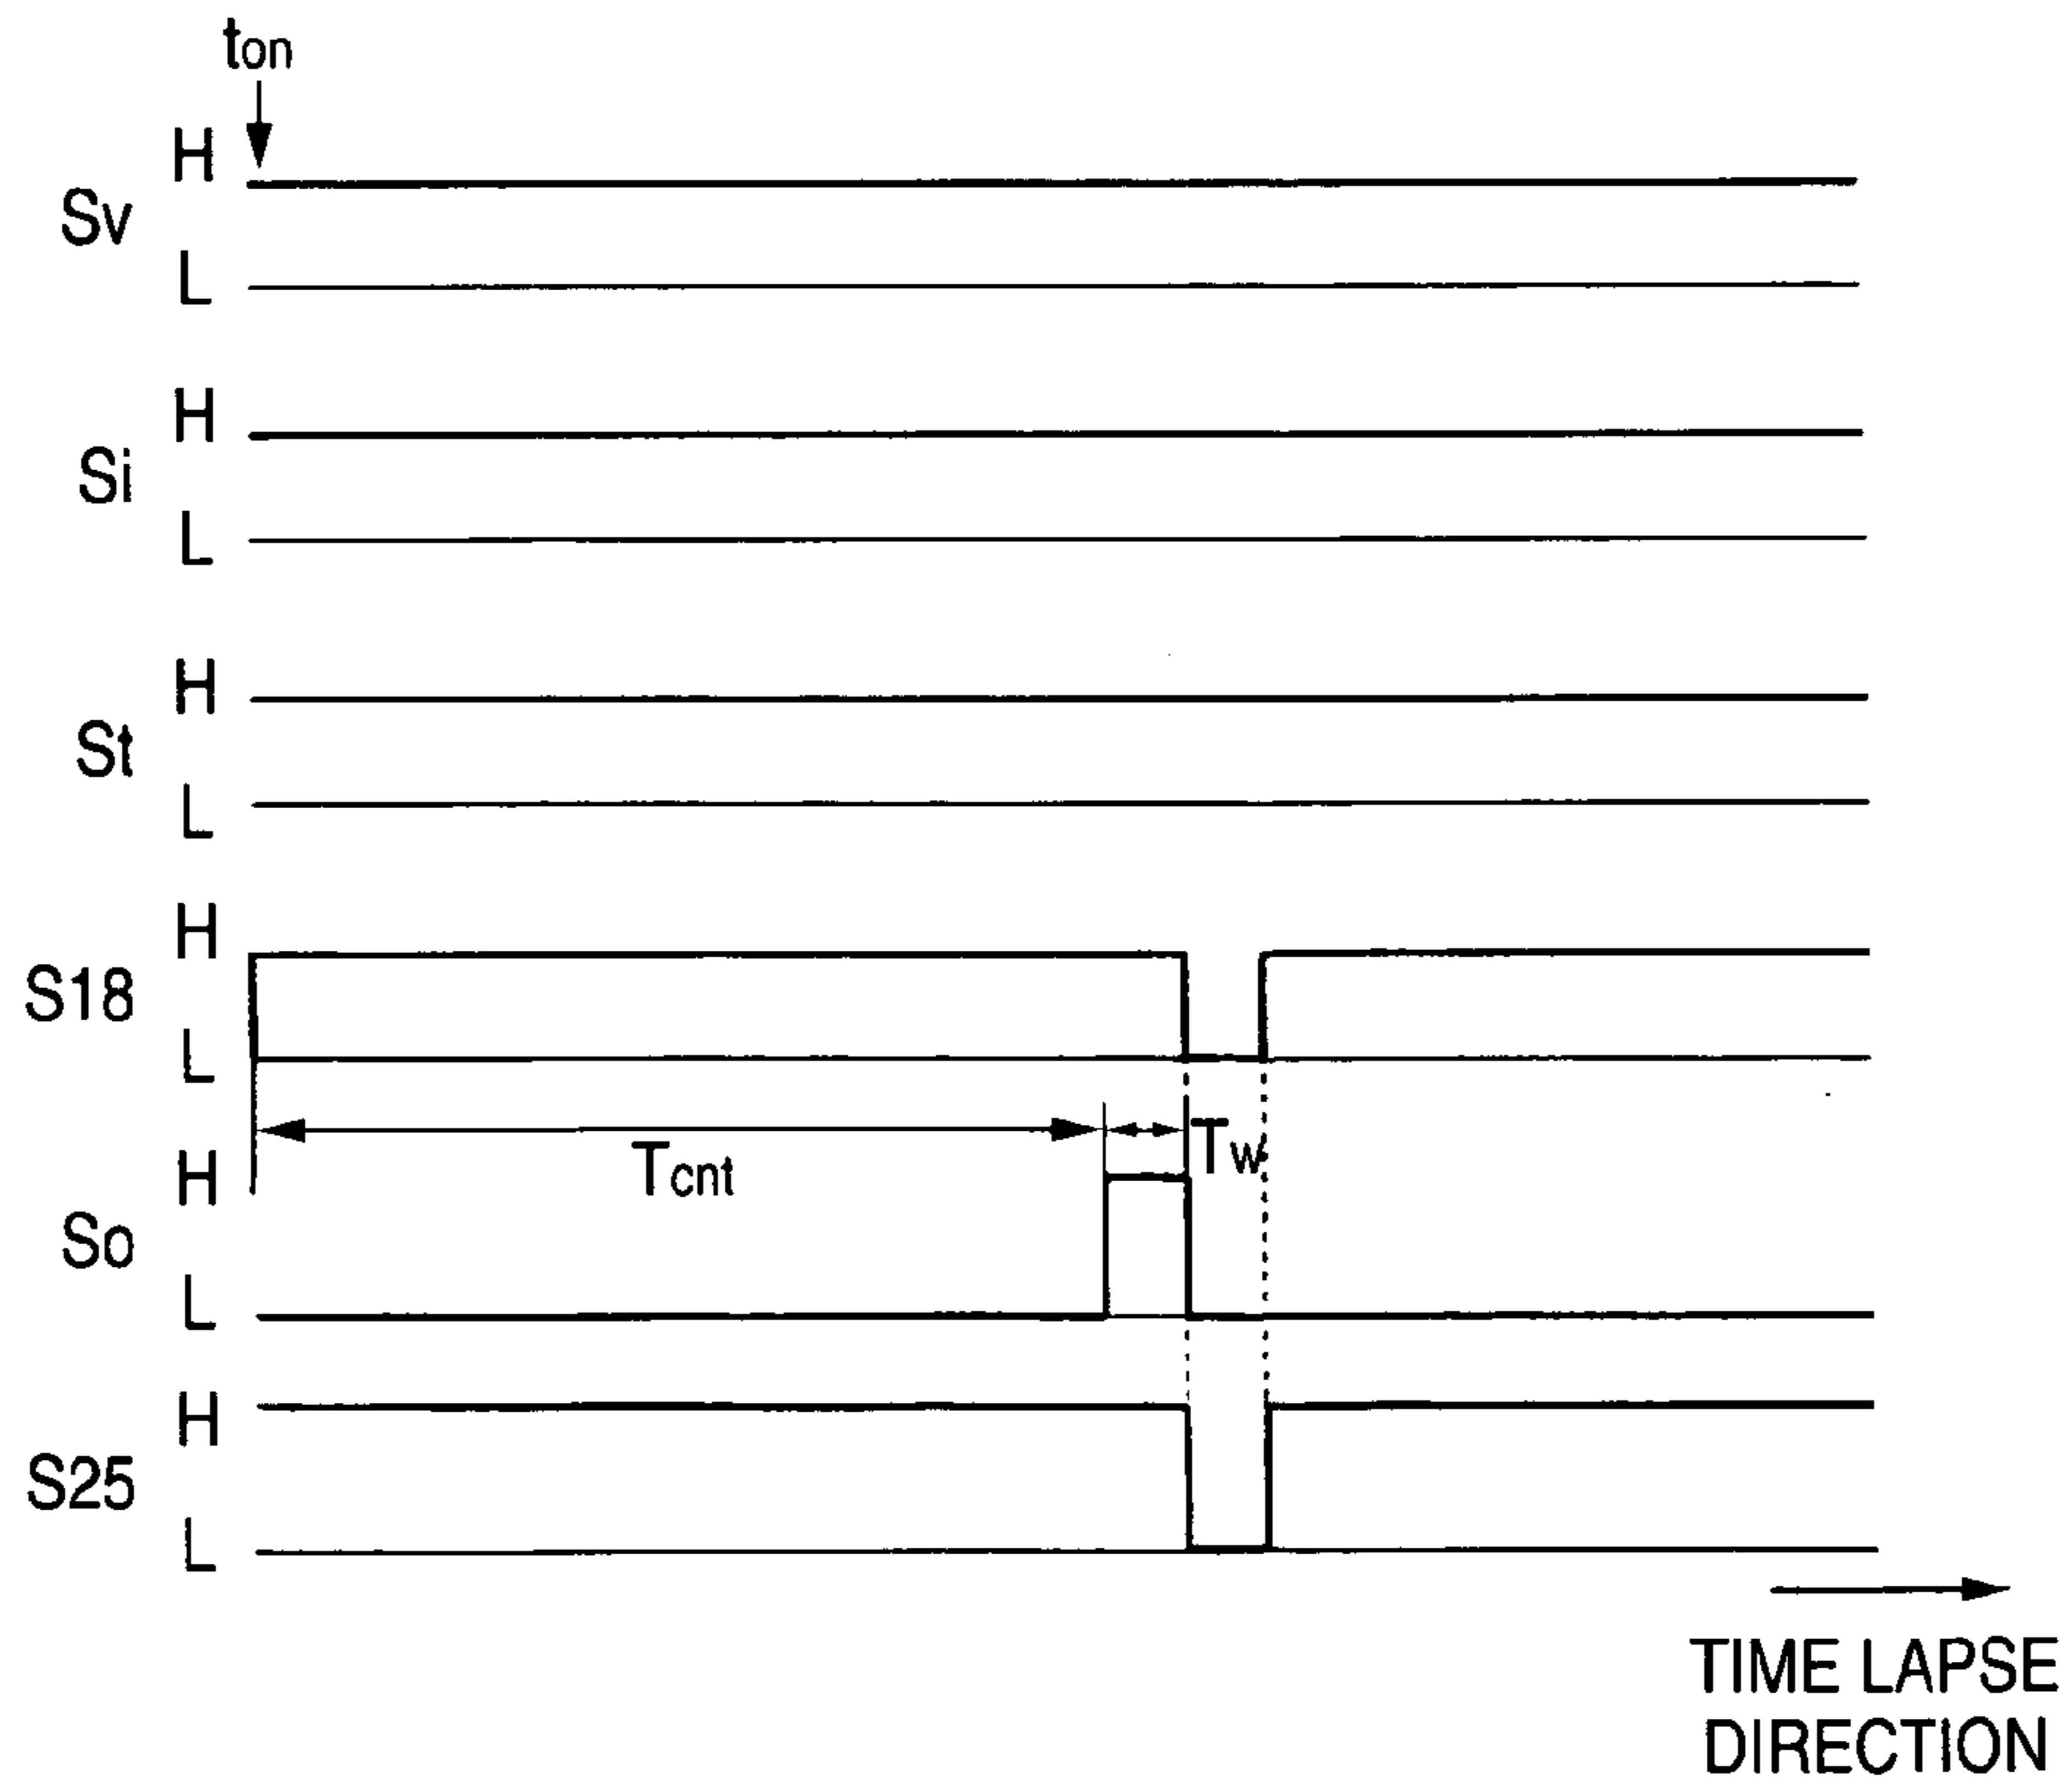 ton
H
Sv
L
H
Si
L
H
St
L
H
S18
L
Tcnt
Tw
H
So
L
H
S25
L
TIME LAPSE
DIRECTION